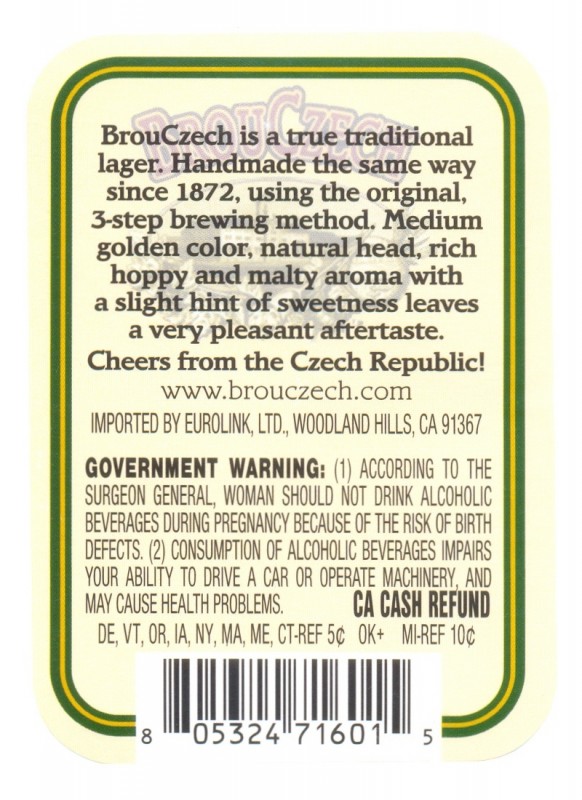 BROUCZECH
BrouCzech is a true traditional
lager. Handmade the same way
since 1872, using the original,
3-step brewing method. Medium
golden color, natural head, rich
hoppy and malty aroma with
a slight hint of sweetness leaves
a very pleasant aftertaste.
Cheers from the Czech Republic!
www.brouczech.com
IMPORTED BY EUROLINK, LTD., WOODLAND HILLS, CA 91367
GOVERNMENT WARNING: (1) ACCORDING TO THE
SURGEON GENERAL, WOMAN SHOULD NOT DRINK ALCOHOLIC
BEVERAGES DURING PREGNANCY BECAUSE OF THE RISK OF BIRTH
DEFECTS. (2) CONSUMPTION OF ALCOHOLIC BEVERAGES IMPAIRS
YOUR ABILITY TO DRIVE A CAR OR OPERATE MACHINERY, AND
MAY CAUSE HEALTH PROBLEMS. CA CASH REFUND
DE, VT, OR, IA, NY, MA, ME, CT-REF 5¢ OK+ MI-REF 10¢
8 05324 71601 5